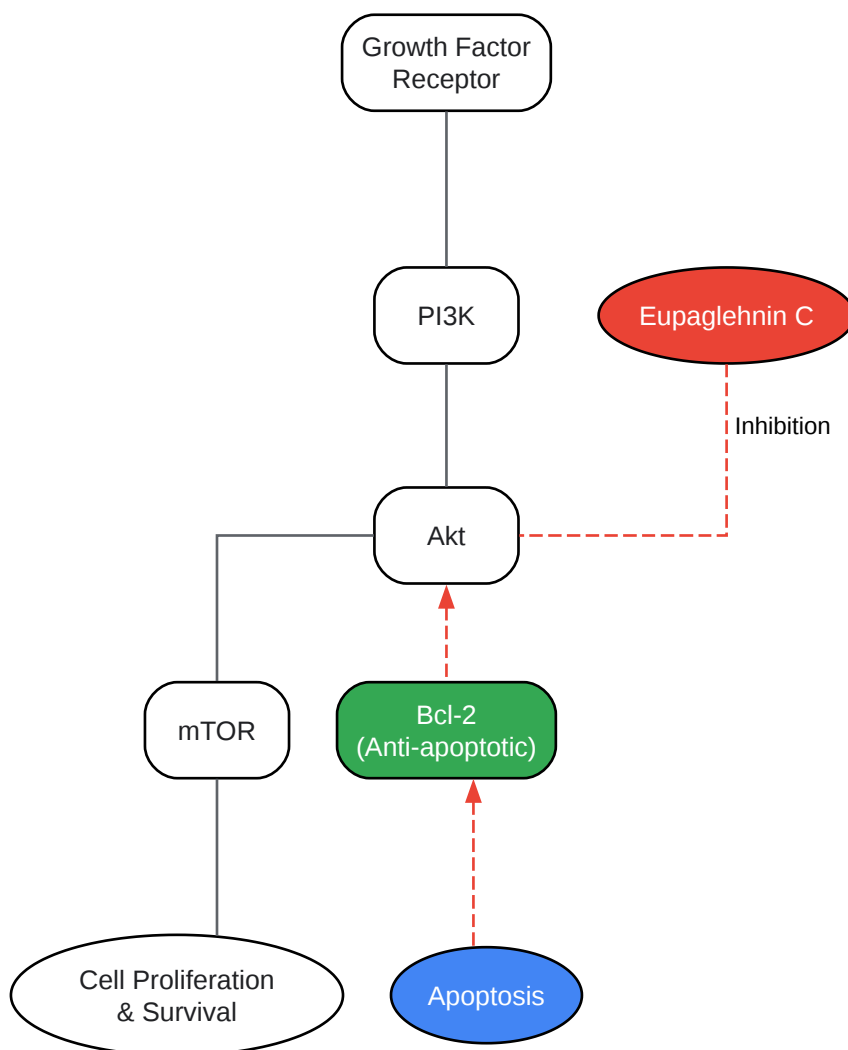 Growth Factor
Receptor
PI3K
Eupaglehnin C
Inhibition
Akt
mTOR
Bcl-2
(Anti-apoptotic)
Cell Proliferation
& Survival
Apoptosis